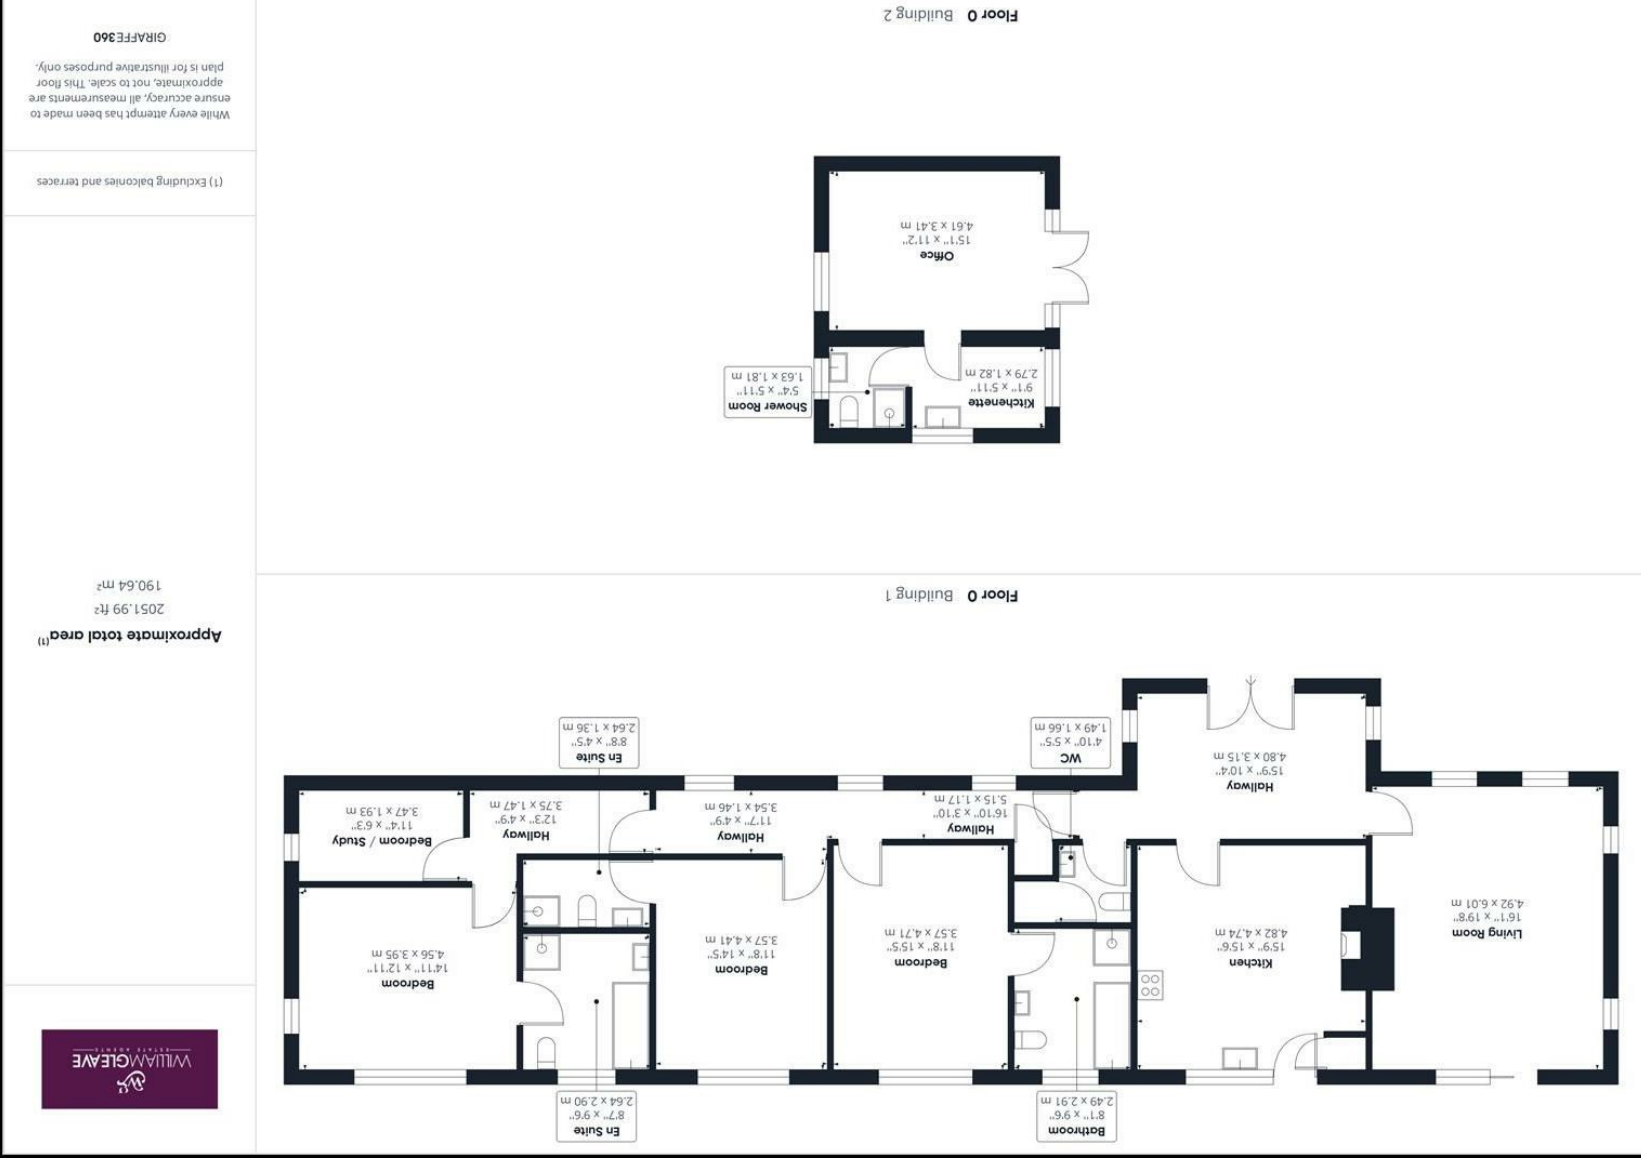 Bathroom
8'1'' x 9'6''
2.49 x 2.91 m
En Suite
8'7'' x 9'6''
2.64 x 2.90 m
Living Room
16'1'' x 19'8''
4.92 x 6.01 m
Kitchen
15'9'' x 15'6''
4.82 x 4.74 m
Bedroom
11'8'' x 15'5''
3.57 x 4.71 m
Bedroom
11'8'' x 14'5''
3.57 x 4.41 m
Bedroom
14'11'' x 12'11''
4.56 x 3.95 m
Hallway
15'9'' x 10'4''
4.80 x 3.15 m
Hallway
16'10'' x 3'10''
5.15 x 1.17 m
Hallway
11'7'' x 4'9''
3.54 x 1.46 m
Hallway
12'3'' x 4'9''
3.75 x 1.47 m
Bedroom / Study
11'4'' x 6'3''
3.47 x 1.93 m
WC
4'10'' x 5'5''
1.49 x 1.66 m
En Suite
8'8'' x 4'5''
2.64 x 1.36 m
Floor 0 Building 1
Kitchenette
9'1'' x 5'11''
2.79 x 1.82 m
Shower Room
5'4'' x 5'11''
1.63 x 1.81 m
Office
15'1'' x 11'2''
4.61 x 3.41 m
Floor 0 Building 2
WILLIAMGLEAVE
ESTATE AGENTS
Approximate total area(1)
2051.99 ft²
190.64 m²
(1) Excluding balconies and terraces
While every attempt has been made to
ensure accuracy, all measurements are
approximate, not to scale. This floor
plan is for illustrative purposes only.
GIRAFFE360